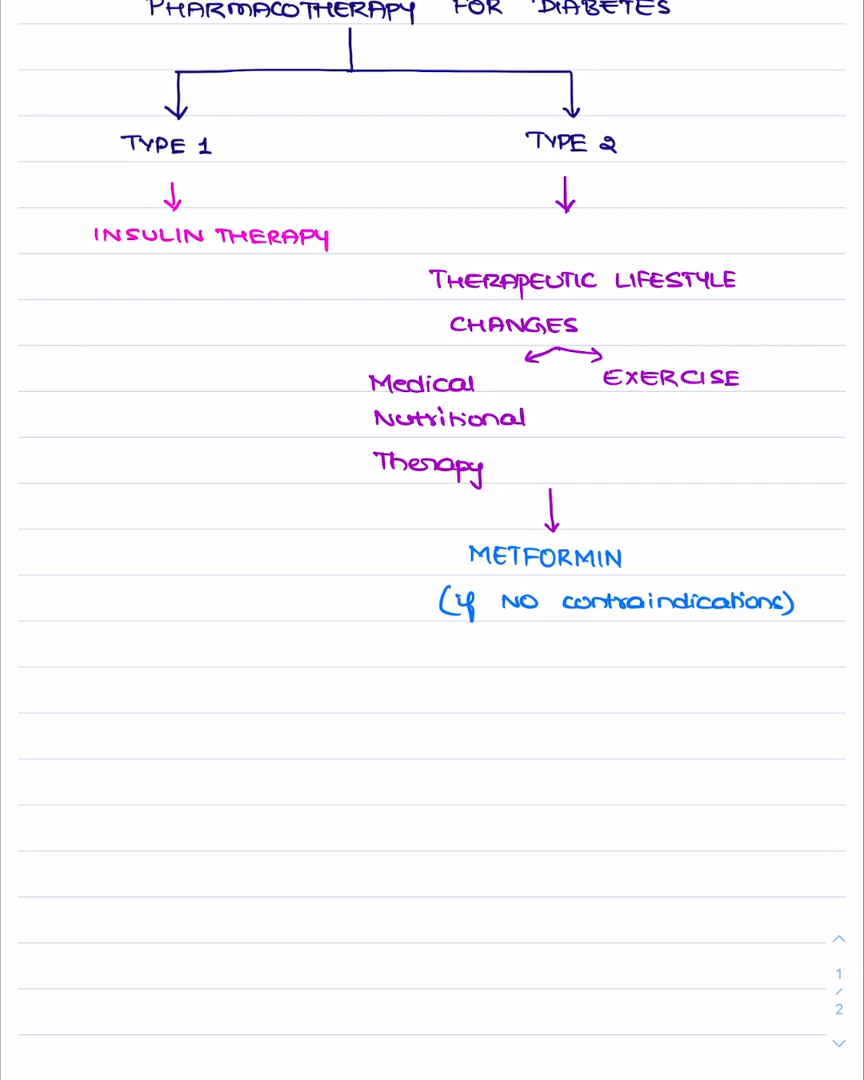 PHARMACOTHERAPY FOR DIABETES
TYPE 1
TYPE 2
INSULIN THERAPY
THERAPEUTIC LIFESTYLE
CHANGES
Medical
EXERCISE
Nutritional
Therapy
METFORMIN
(if NO contraindications)
1
/
2